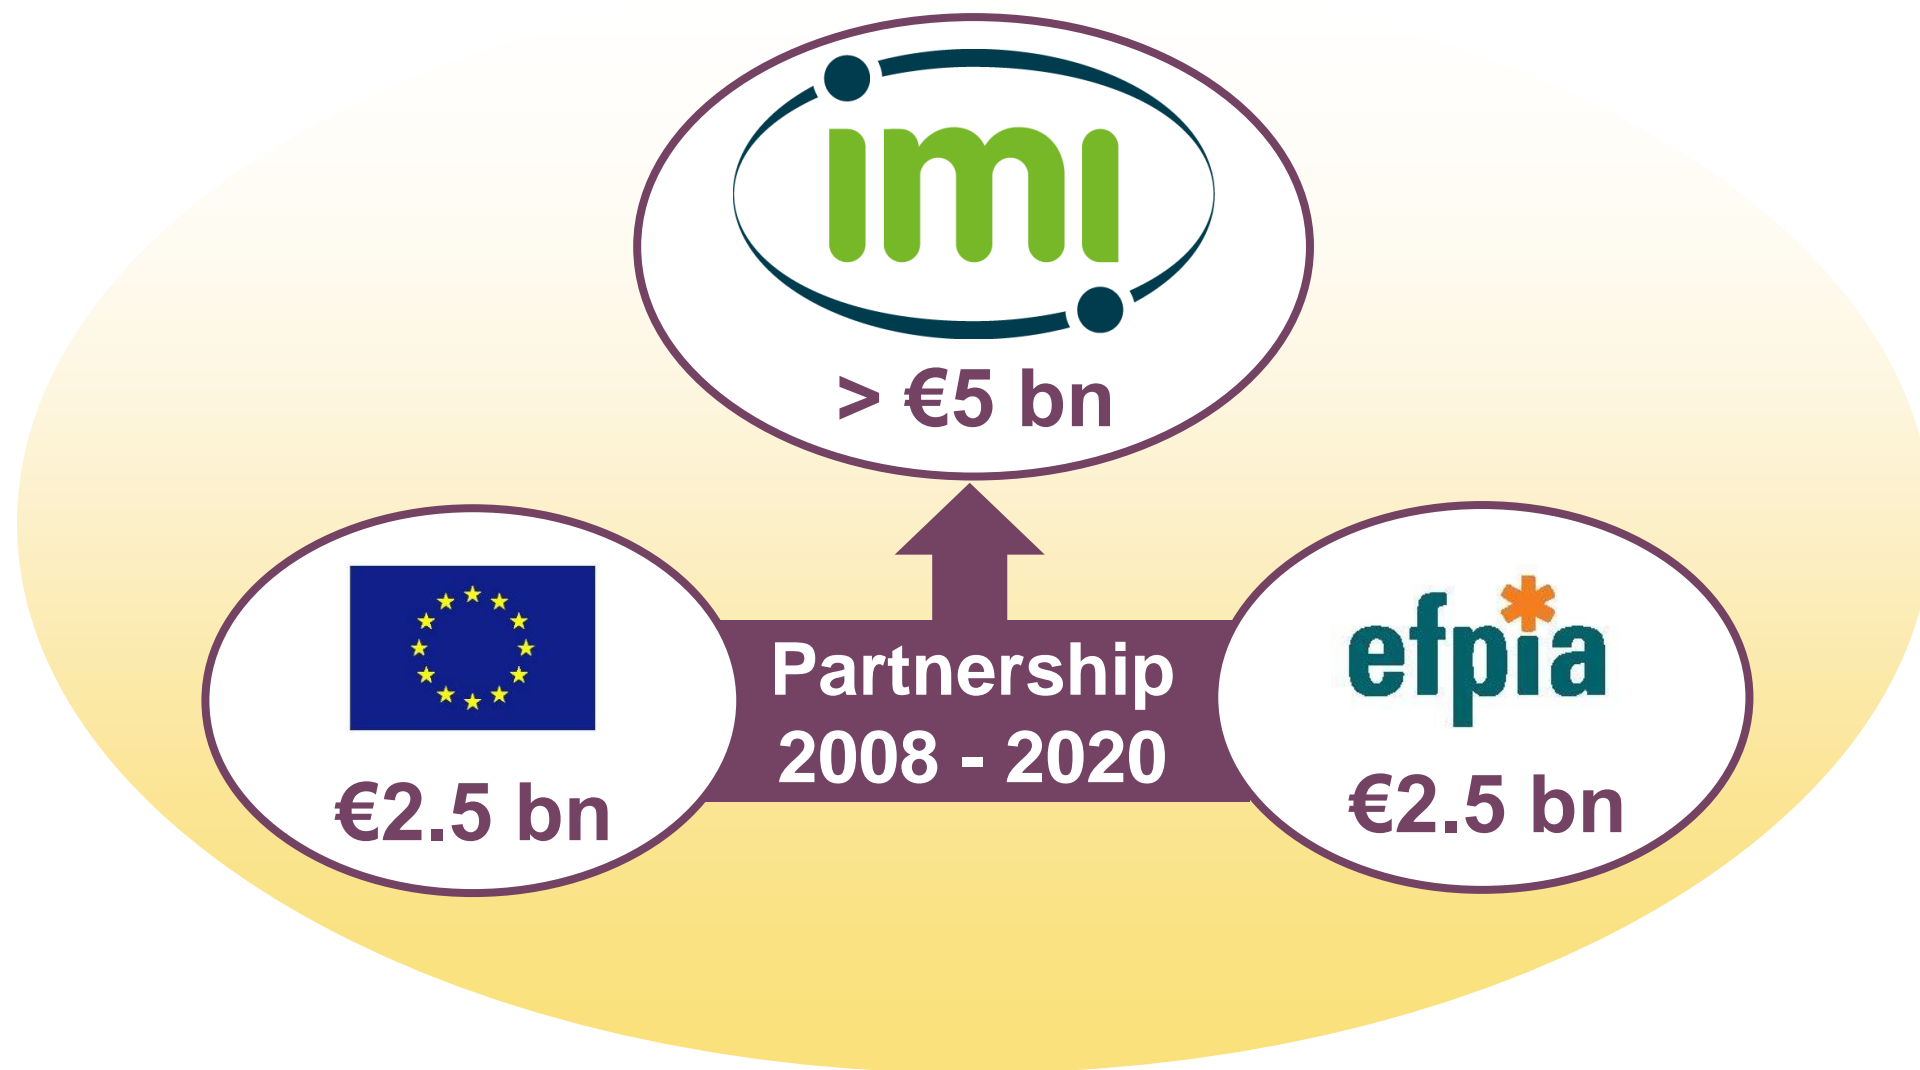 imi
> €5 bn
€2.5 bn
Partnership
2008 - 2020
efpia
€2.5 bn